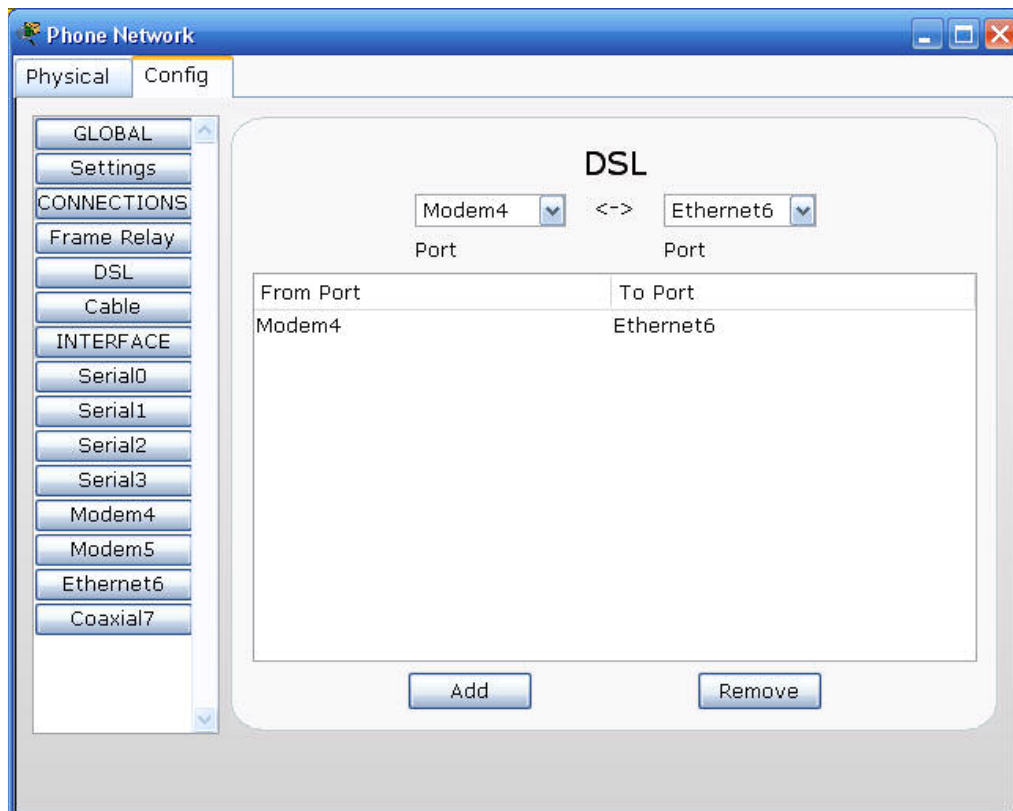 Phone Network
Physical Config
GLOBAL
Settings
CONNECTIONS
Frame Relay
DSL
Cable
INTERFACE
Serial0
Serial1
Serial2
Serial3
Modem4
Modem5
Ethernet6
Coaxial7
DSL
Modem4 <-> Ethernet6
Port Port
From Port To Port
Modem4 Ethernet6
Add Remove